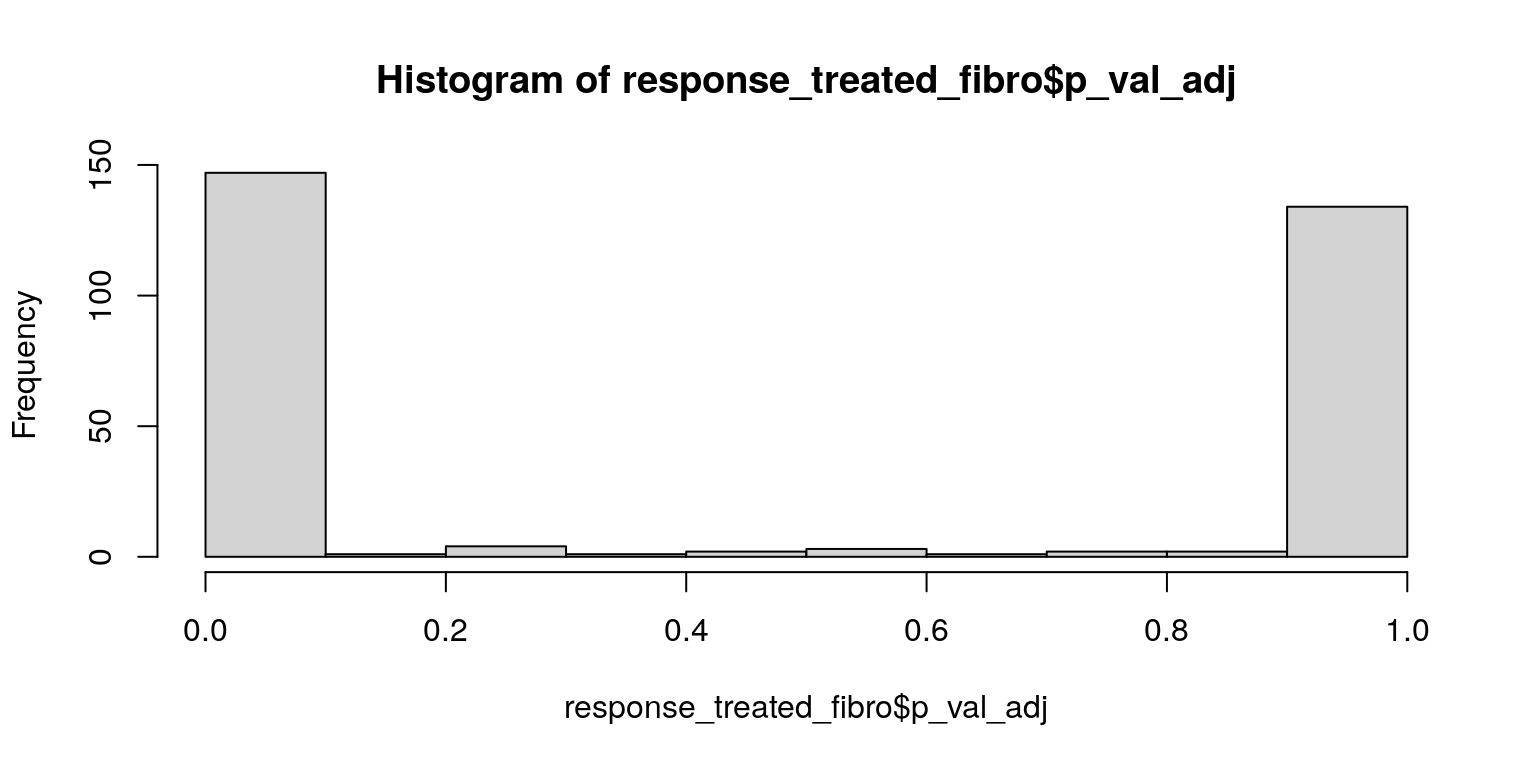 Histogram of response_treated_fibro$p_val_adj
Frequency
150
100
50
0
0.0 0.2 0.4 0.6 0.8 1.0
response_treated_fibro$p_val_adj